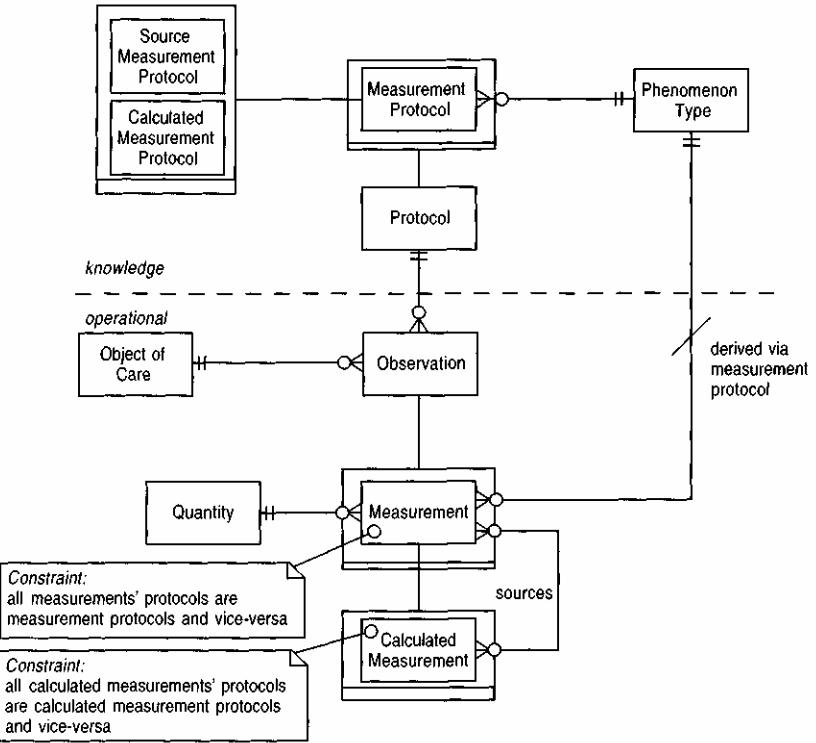 Source
Measurement
Protocol
Calculated
Measurement
Protocol
Measurement
Protocol
Phenomenon
Type
Protocol
knowledge
operational
Object of
Care
Observation
derived via
measurement
protocol
Quantity
Measurement
Constraint:
all measurements' protocols are
measurement protocols and vice-versa
sources
Calculated
Measurement
Constraint:
all calculated measurements' protocols
are calculated measurement protocols
and vice-versa